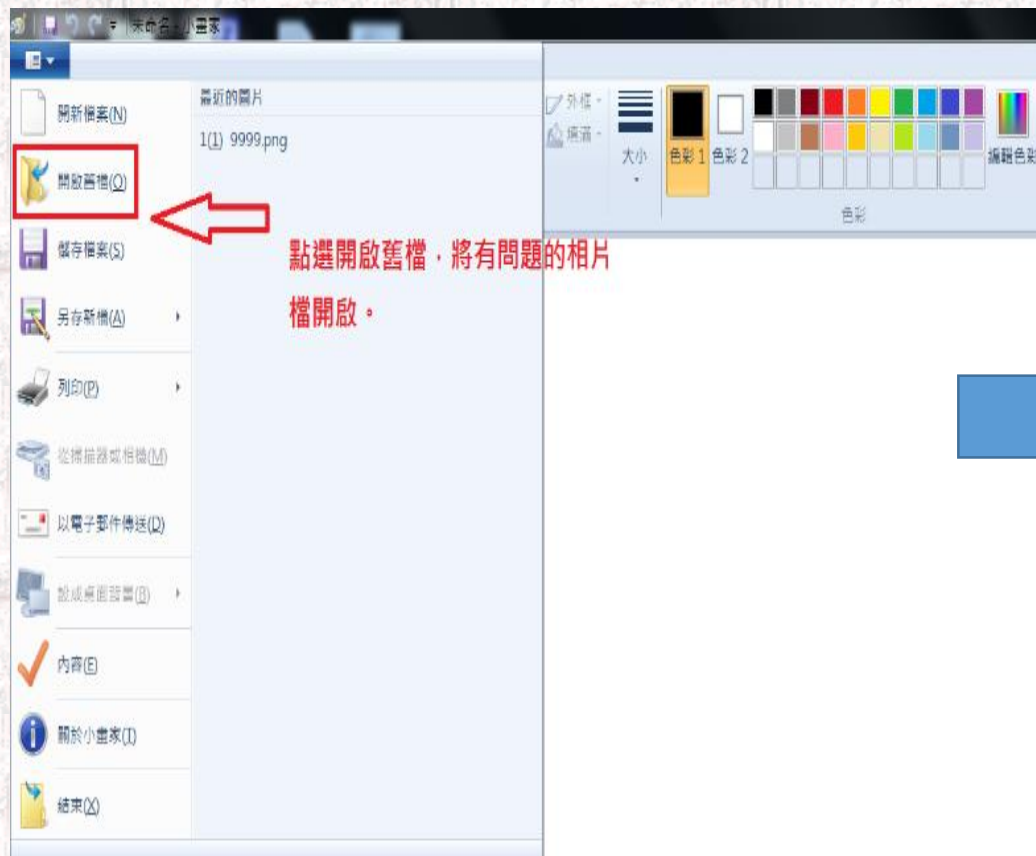 未命名 - 小畫家
開新檔案(N)
開啟舊檔(O)
儲存檔案(S)
另存新檔(A)
列印(P)
從掃描器或相機(M)
以電子郵件傳送(D)
設成桌面背景(B)
內容(E)
關於小畫家(T)
結束(X)
最近的圖片
1(1) 9999.png
點選開啟舊檔，將有問題的相片
檔開啟。
外框
填滿
大小
色彩 1
色彩 2
編輯色彩
色彩